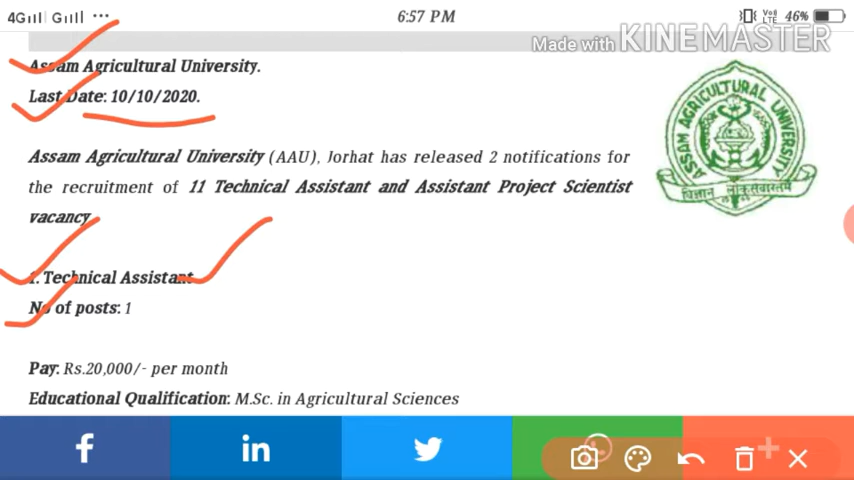 4G
G
6:57 PM
Vo))
LTE
46%
Made with KINEMASTER
Assam Agricultural University.
Last Date: 10/10/2020.
Assam Agricultural University (AAU), Jorhat has released 2 notifications for
the recruitment of 11 Technical Assistant and Assistant Project Scientist
vacancy
1. Technical Assistant
No of posts: 1
Pay: Rs.20,000/- per month
Educational Qualification: M.Sc. in Agricultural Sciences
ASSAM AGRICULTURAL UNIVERSITY